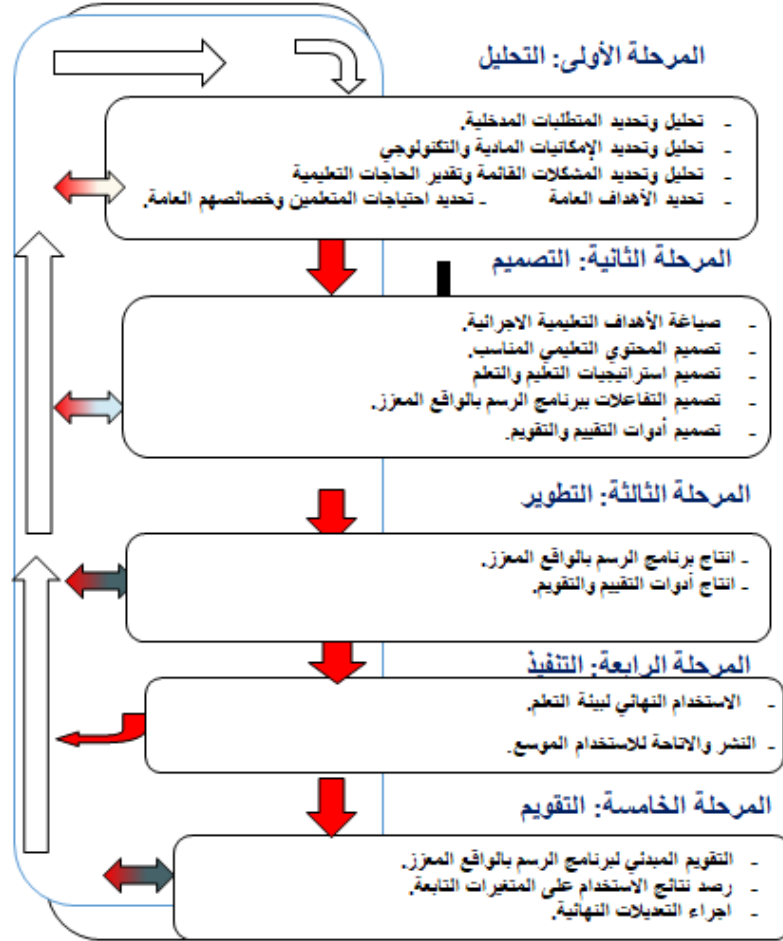 المرحلة الأولى: التحليل
- تحليل وتحديد المتطلبات المدخلية.
- تحليل وتحديد الإمكانيات المادية والتكنولوجي
- تحليل وتحديد المشكلات القائمة وتقدير الحاجات التعليمية
- تحديد الأهداف العامة - تحديد احتياجات المتعلمين وخصائصهم العامة.
المرحلة الثانية: التصميم
- صياغة الأهداف التعليمية الاجرائية.
- تصميم المحتوي التعليمي المناسب.
- تصميم استراتيجيات التعليم والتعلم
- تصميم التفاعلات ببرنامج الرسم بالواقع المعزز.
- تصميم أدوات التقييم والتقويم.
المرحلة الثالثة: التطوير
- انتاج برنامج الرسم بالواقع المعزز.
- انتاج أدوات التقييم والتقويم.
المرحلة الرابعة: التنفيذ
- الاستخدام النهائي لبيئة التعلم.
- النشر والاتاحة للاستخدام الموسع.
المرحلة الخامسة: التقويم
- التقويم المبدئي لبرنامج الرسم بالواقع المعزز.
- رصد نتائج الاستخدام على المتغيرات التابعة.
- اجراء التعديلات النهائية.